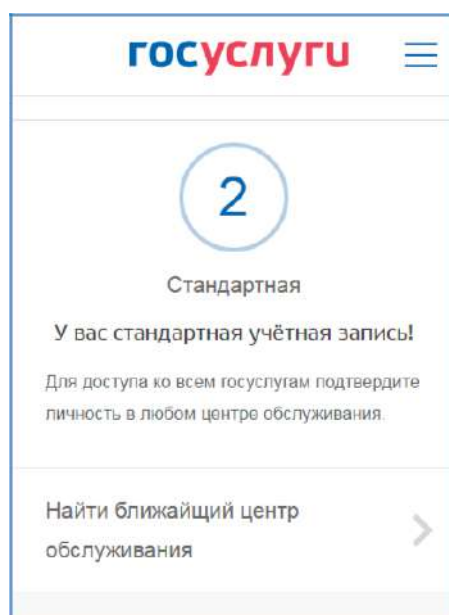 госуслуги
2
Стандартная
У вас стандартная учётная запись!
Для доступа ко всем госуслугам подтвердите
личность в любом центре обслуживания.
Найти ближайщий центр
обслуживания